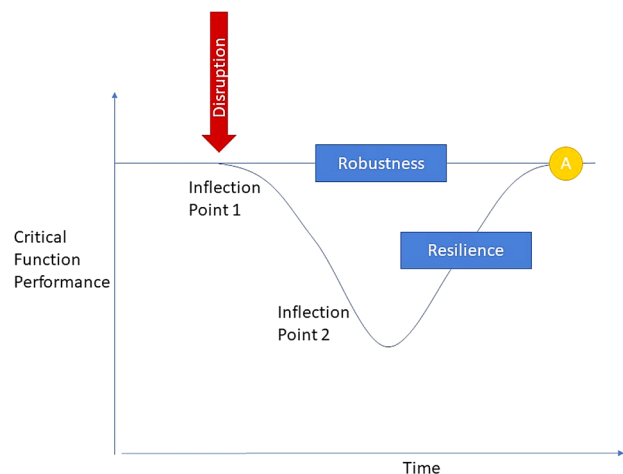 Disruption
Robustness
A
Inflection
Point 1
Resilience
Critical
Function
Performance
Inflection
Point 2
Time